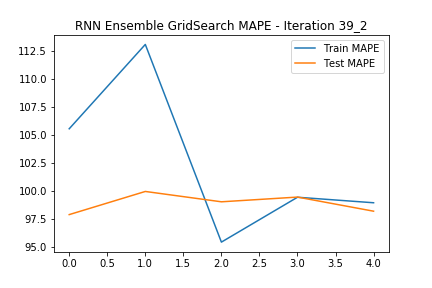 RNN Ensemble GridSearch MAPE - Iteration 39_2
Train MAPE
Test MAPE
112.5
110.0
107.5
105.0
102.5
100.0
97.5
95.0
0.0 0.5 1.0 1.5 2.0 2.5 3.0 3.5 4.0